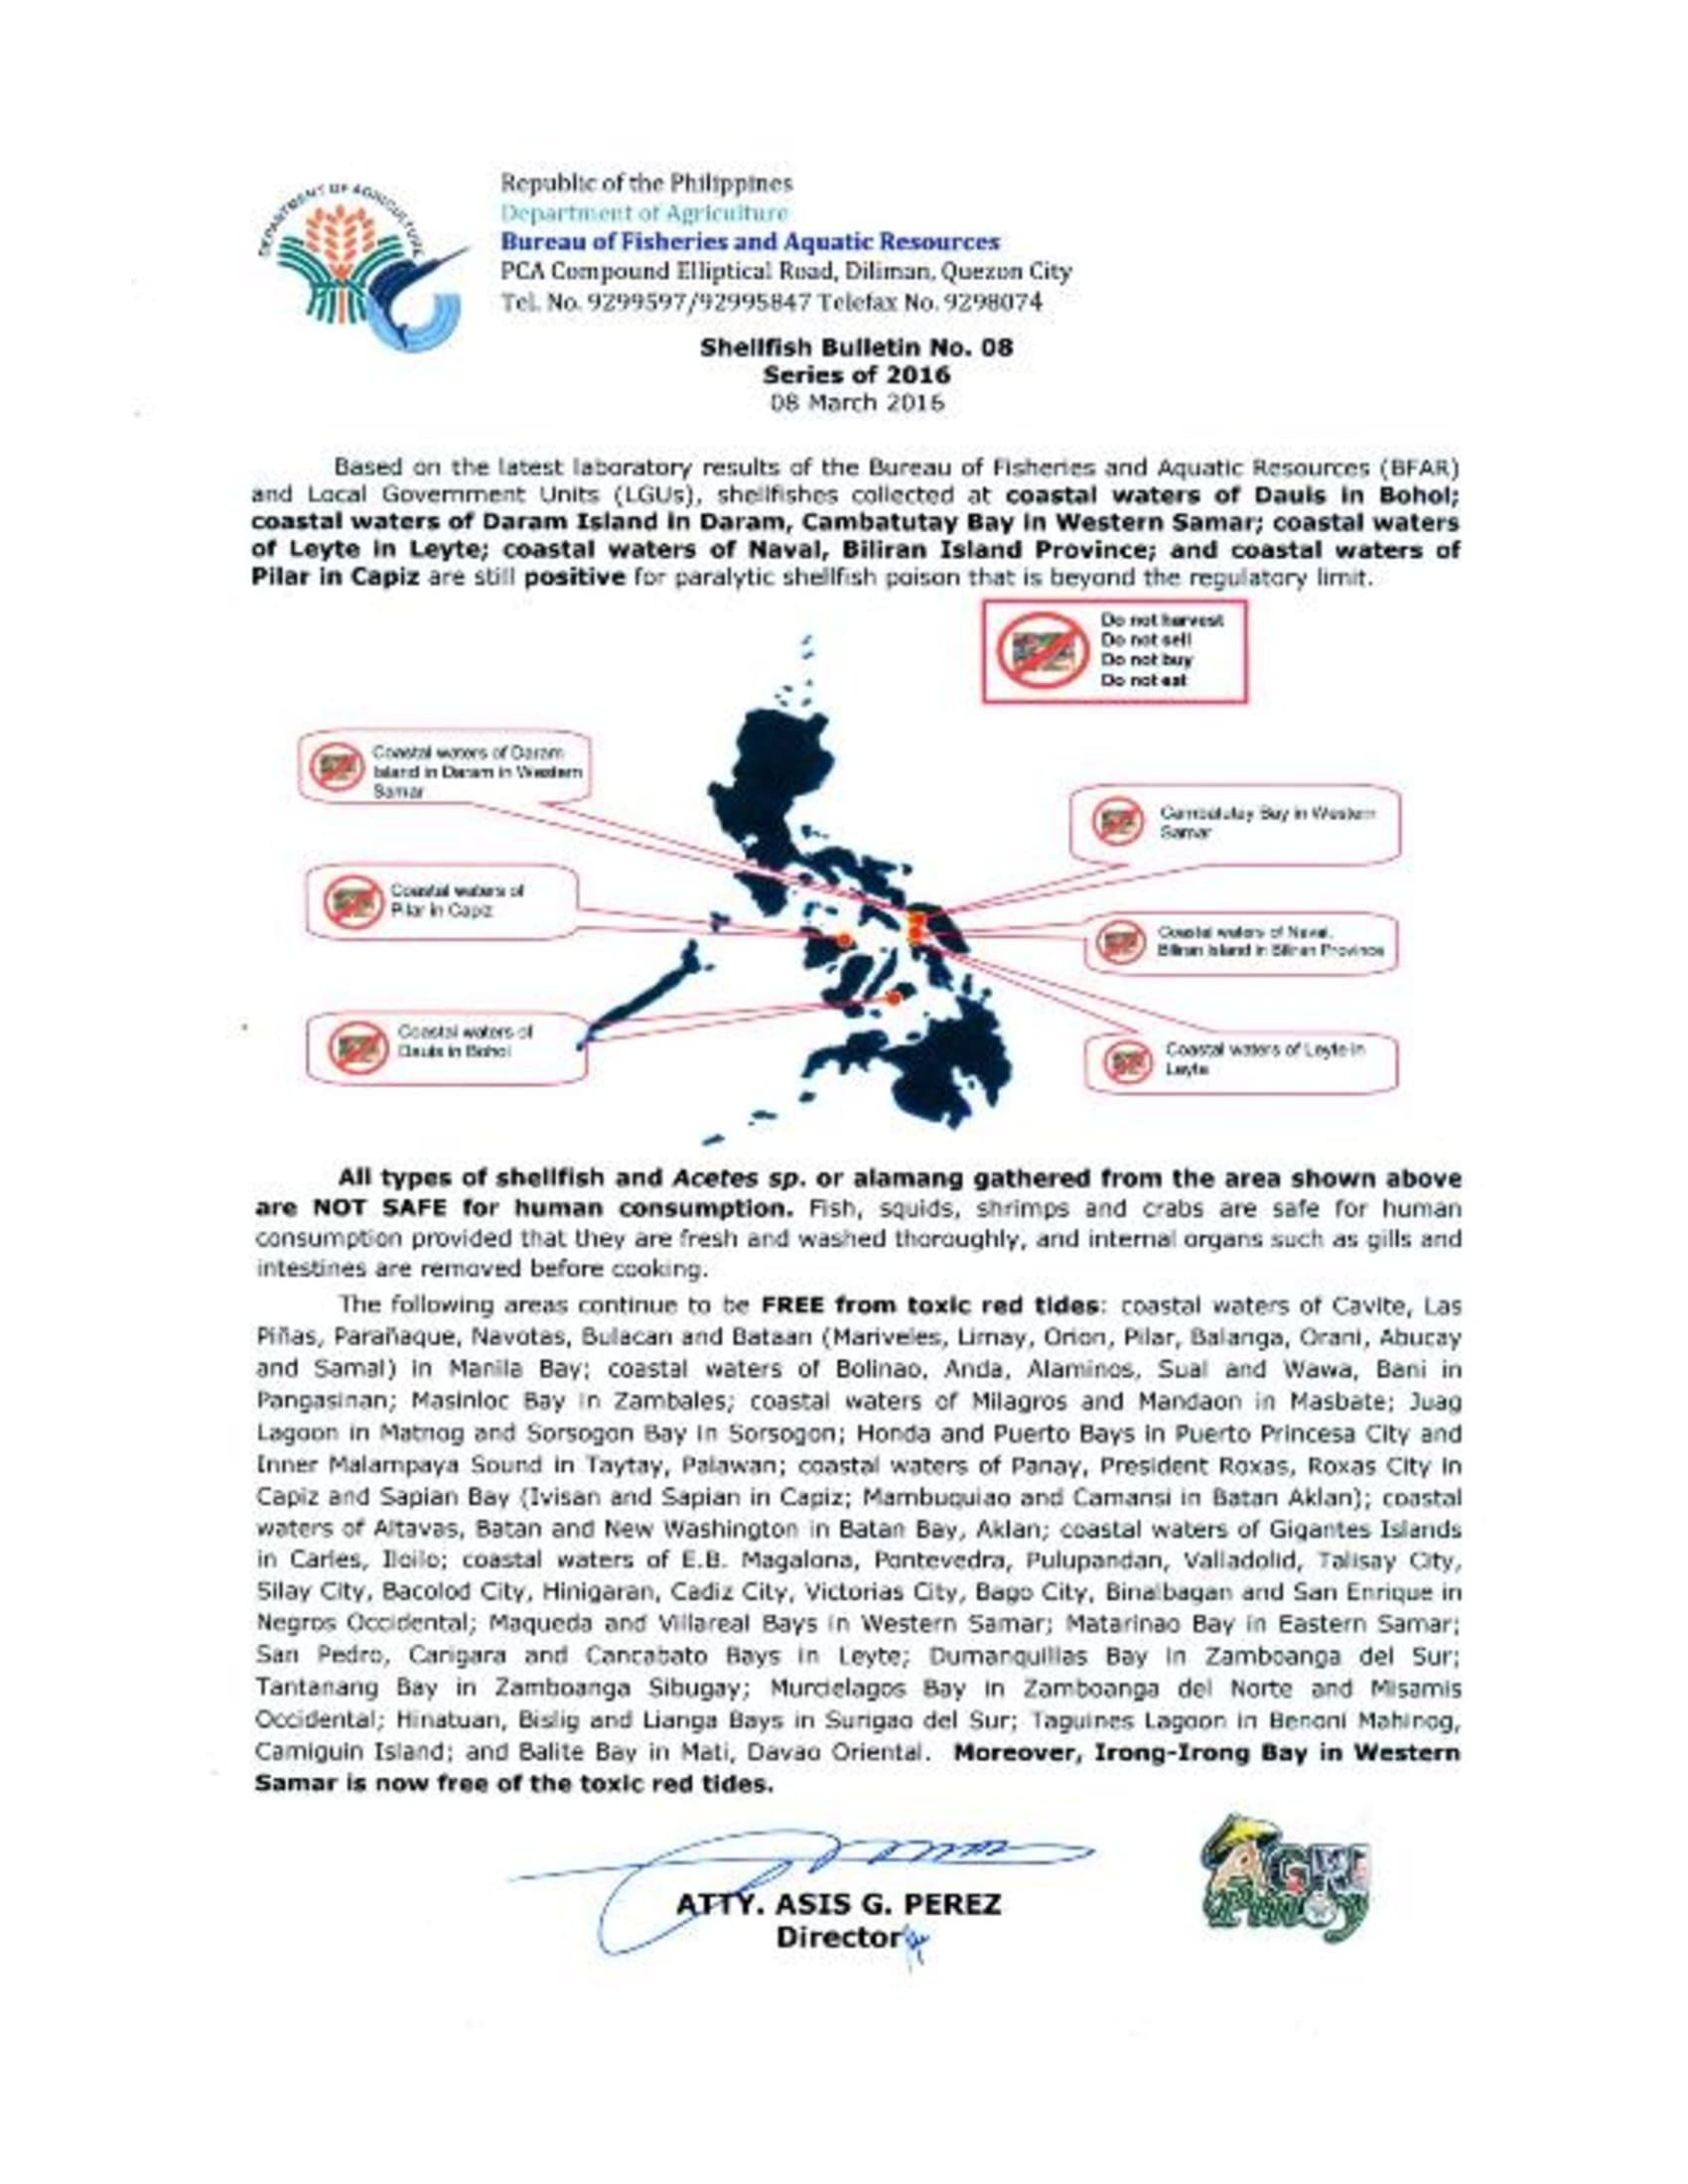 DEPARTMENT OF AGRICULTURE
Republic of the Philippines
Department of Agriculture
Bureau of Fisheries and Aquatic Resources
PCA Compound Elliptical Road, Diliman, Quezon City
Tel. No. 9299597/92995847 Telefax No. 9298074
Shellfish Bulletin No. 08
Series of 2016
08 March 2016
Based on the latest laboratory results of the Bureau of Fisheries and Aquatic Resources (BFAR)
and Local Government Units (LGUs), shellfishes collected at coastal waters of Dauis in Bohol;
coastal waters of Daram Island in Daram, Cambatutay Bay in Western Samar; coastal waters
of Leyte in Leyte; coastal waters of Naval, Biliran Island Province; and coastal waters of
Pilar in Capiz are still positive for paralytic shellfish poison that is beyond the regulatory limit.
Do not harvest
Do not sell
Do not buy
Do not eat
Coastal waters of Daram
Island in Daram in Western
Samar
Cambatutay Bay in Western
Samar
Coastal waters of
Pilar in Capiz
Coastal waters of Naval,
Biliran Island in Biliran Province
Coastal waters of
Dauis in Bohol
Coastal waters of Leyte in
Leyte
All types of shellfish and Acetes sp. or alamang gathered from the area shown above
are NOT SAFE for human consumption. Fish, squids, shrimps and crabs are safe for human
consumption provided that they are fresh and washed thoroughly, and internal organs such as gills and
intestines are removed before cooking.
The following areas continue to be FREE from toxic red tides: coastal waters of Cavite, Las
Piñas, Parañaque, Navotas, Bulacan and Bataan (Mariveles, Limay, Orion, Pilar, Balanga, Orani, Abucay
and Samal) in Manila Bay; coastal waters of Bolinao, Anda, Alaminos, Sual and Wawa, Bani in
Pangasinan; Masinloc Bay in Zambales; coastal waters of Milagros and Mandaon in Masbate; Juag
Lagoon in Matnog and Sorsogon Bay in Sorsogon; Honda and Puerto Bays in Puerto Princesa City and
Inner Malampaya Sound in Taytay, Palawan; coastal waters of Panay, President Roxas, Roxas City in
Capiz and Sapian Bay (Ivisan and Sapian in Capiz; Mambuquiao and Camansi in Batan Aklan); coastal
waters of Altavas, Batan and New Washington in Batan Bay, Aklan; coastal waters of Gigantes Islands
in Carles, Iloilo; coastal waters of E.B. Magalona, Pontevedra, Pulupandan, Valladolid, Talisay City,
Silay City, Bacolod City, Hinigaran, Cadiz City, Victorias City, Bago City, Binalbagan and San Enrique in
Negros Occidental; Maqueda and Villareal Bays in Western Samar; Matarinao Bay in Eastern Samar;
San Pedro, Carigara and Cancabato Bays in Leyte; Dumanquillas Bay in Zamboanga del Sur;
Tantanang Bay in Zamboanga Sibugay; Murcielagos Bay in Zamboanga del Norte and Misamis
Occidental; Hinatuan, Bislig and Lianga Bays in Surigao del Sur; Taguines Lagoon in Benoni Mahinog,
Camiguin Island; and Balite Bay in Mati, Davao Oriental. Moreover, Irong-Irong Bay in Western
Samar is now free of the toxic red tides.
ATTY. ASIS G. PEREZ
Director
AGRI
Pinoy